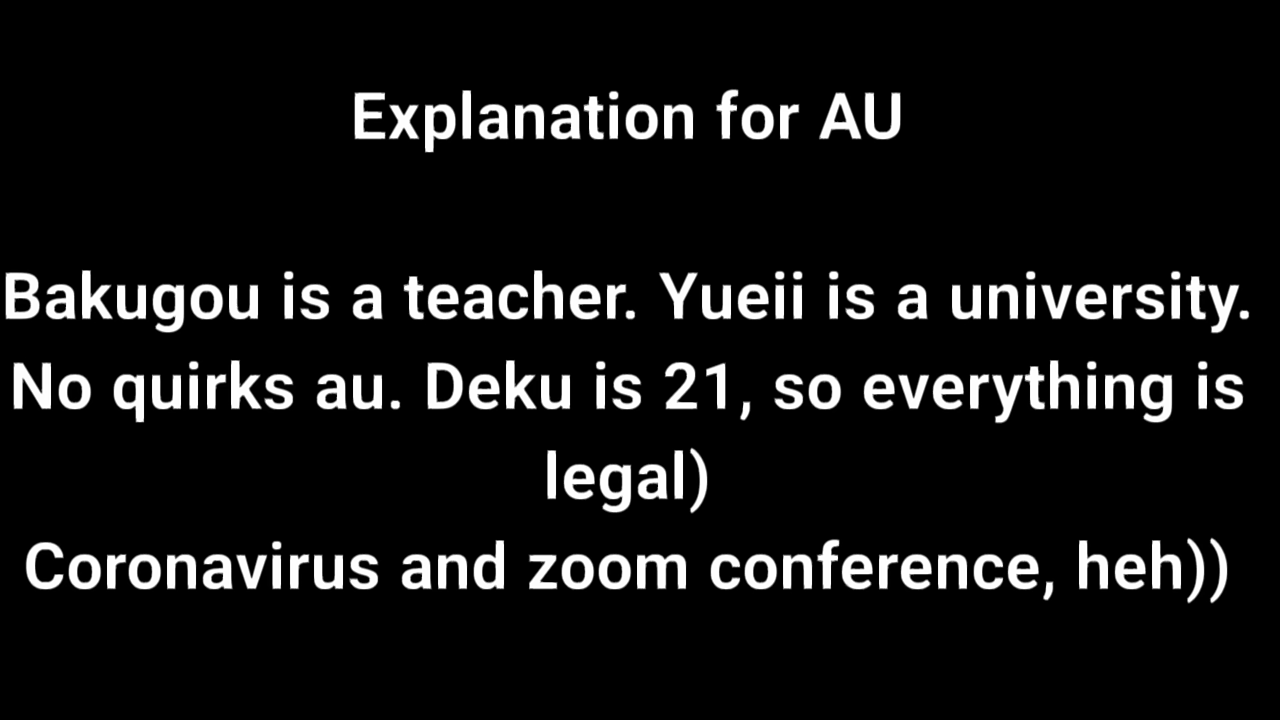 Explanation for AU
Bakugou is a teacher. Yueii is a university.
No quirks au. Deku is 21, so everything is
legal)
Coronavirus and zoom conference, heh))